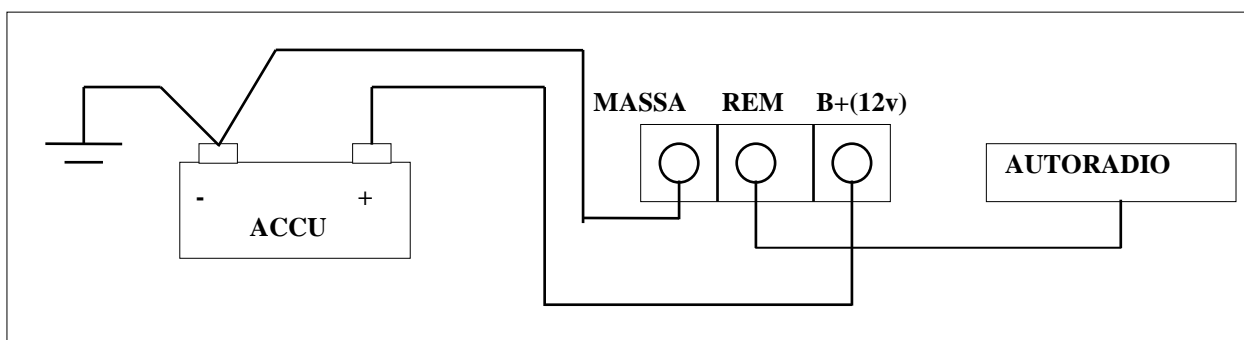 MASSA REM B+(12v)
AUTORADIO
- +
ACCU